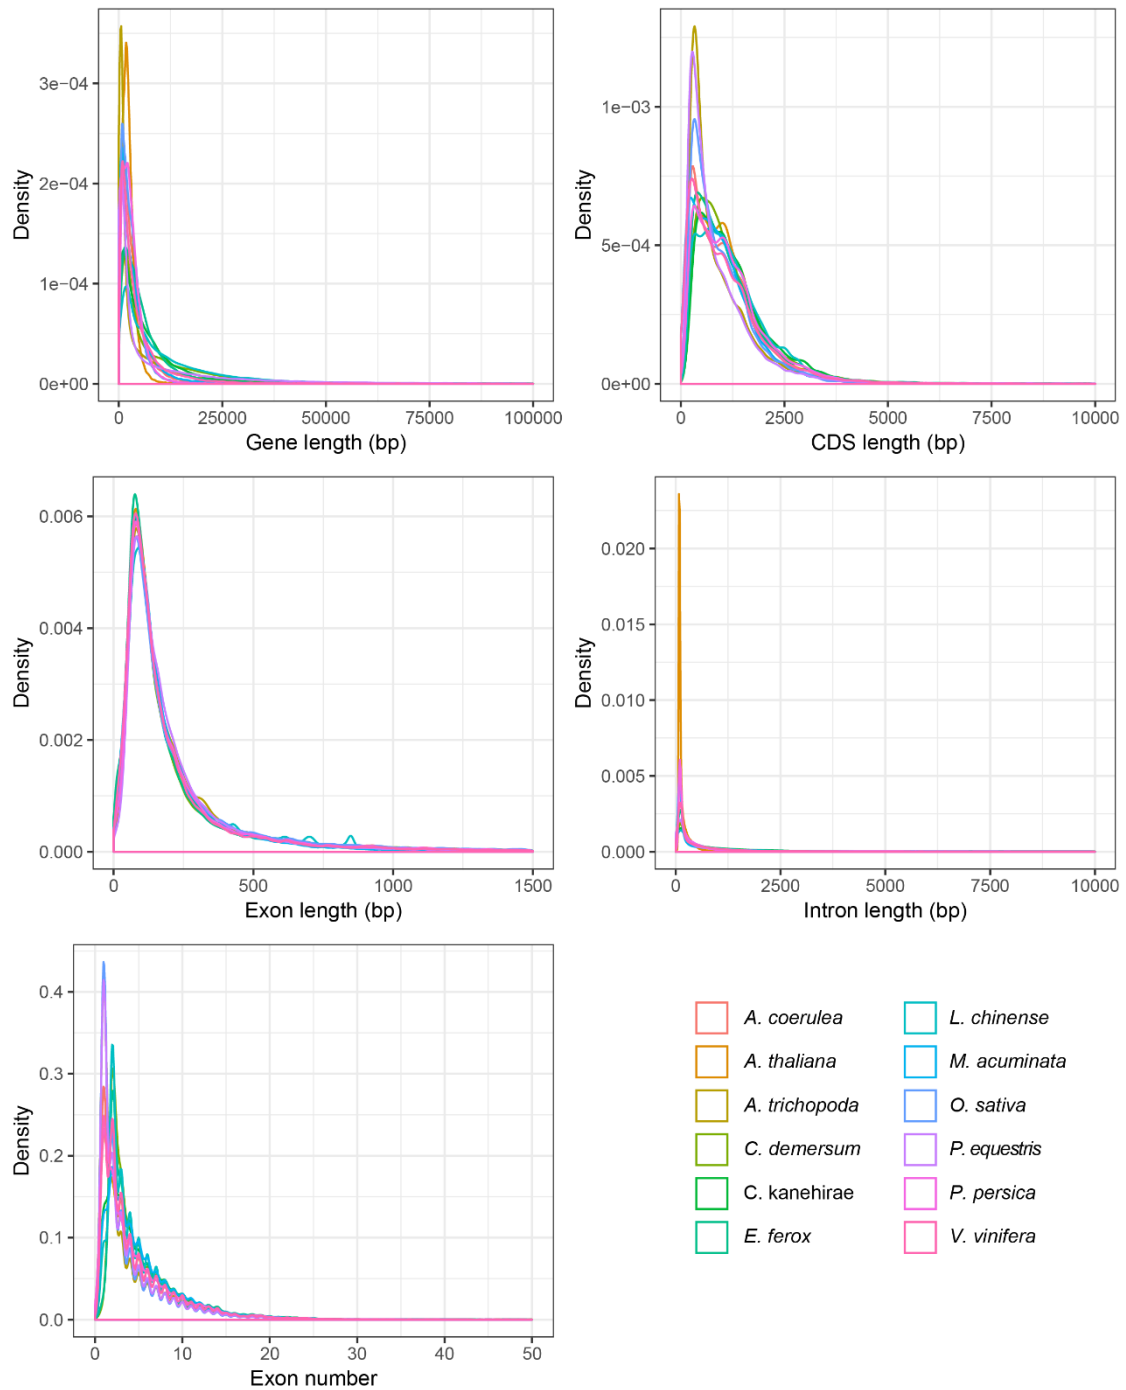 3e−04
2e−04
1e−04
0e+00
Density
0 25000 50000 75000 100000
Gene length (bp)
1e−03
5e−04
0e+00
Density
0 2500 5000 7500 10000
CDS length (bp)
0.006
0.004
0.002
0.000
Density
0 500 1000 1500
Exon length (bp)
0.020
0.015
0.010
0.005
0.000
Density
0 2500 5000 7500 10000
Intron length (bp)
0.4
0.3
0.2
0.1
0.0
Density
0 10 20 30 40 50
Exon number
A. coerulea
A. thaliana
A. trichopoda
C. demersum
C. kanehirae
E. ferox
L. chinense
M. acuminata
O. sativa
P. equestris
P. persica
V. vinifera